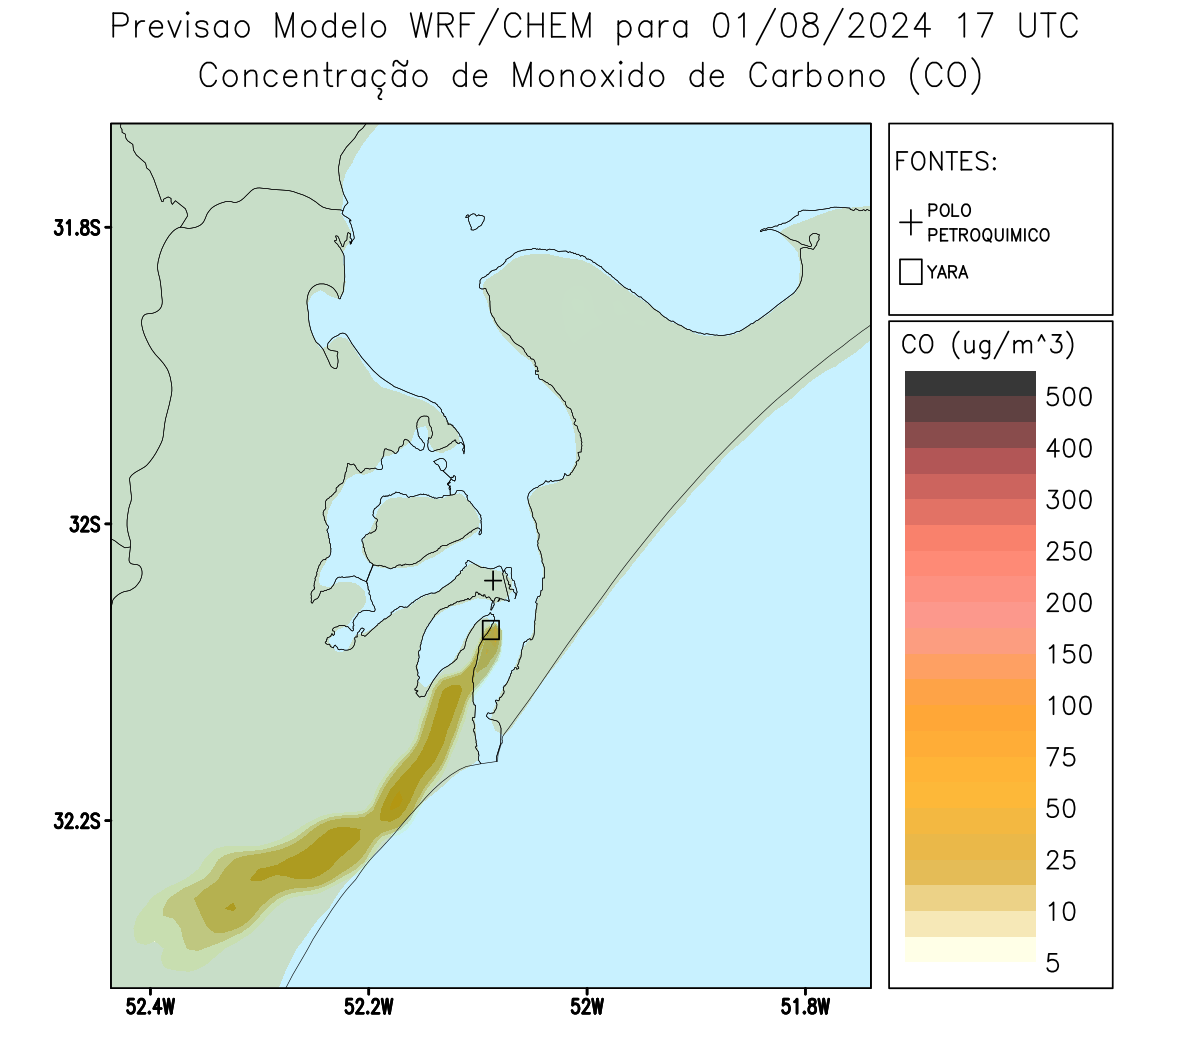 Previsao Modelo WRF/CHEM para 01/08/2024 17 UTC
Concentração de Monoxido de Carbono (CO)
FONTES:
POLO
PETROQUIMICO
YARA
CO (ug/m^3)
500
400
300
250
200
150
100
75
50
25
10
5
31.8S
32S
32.2S
52.4W
52.2W
52W
51.8W